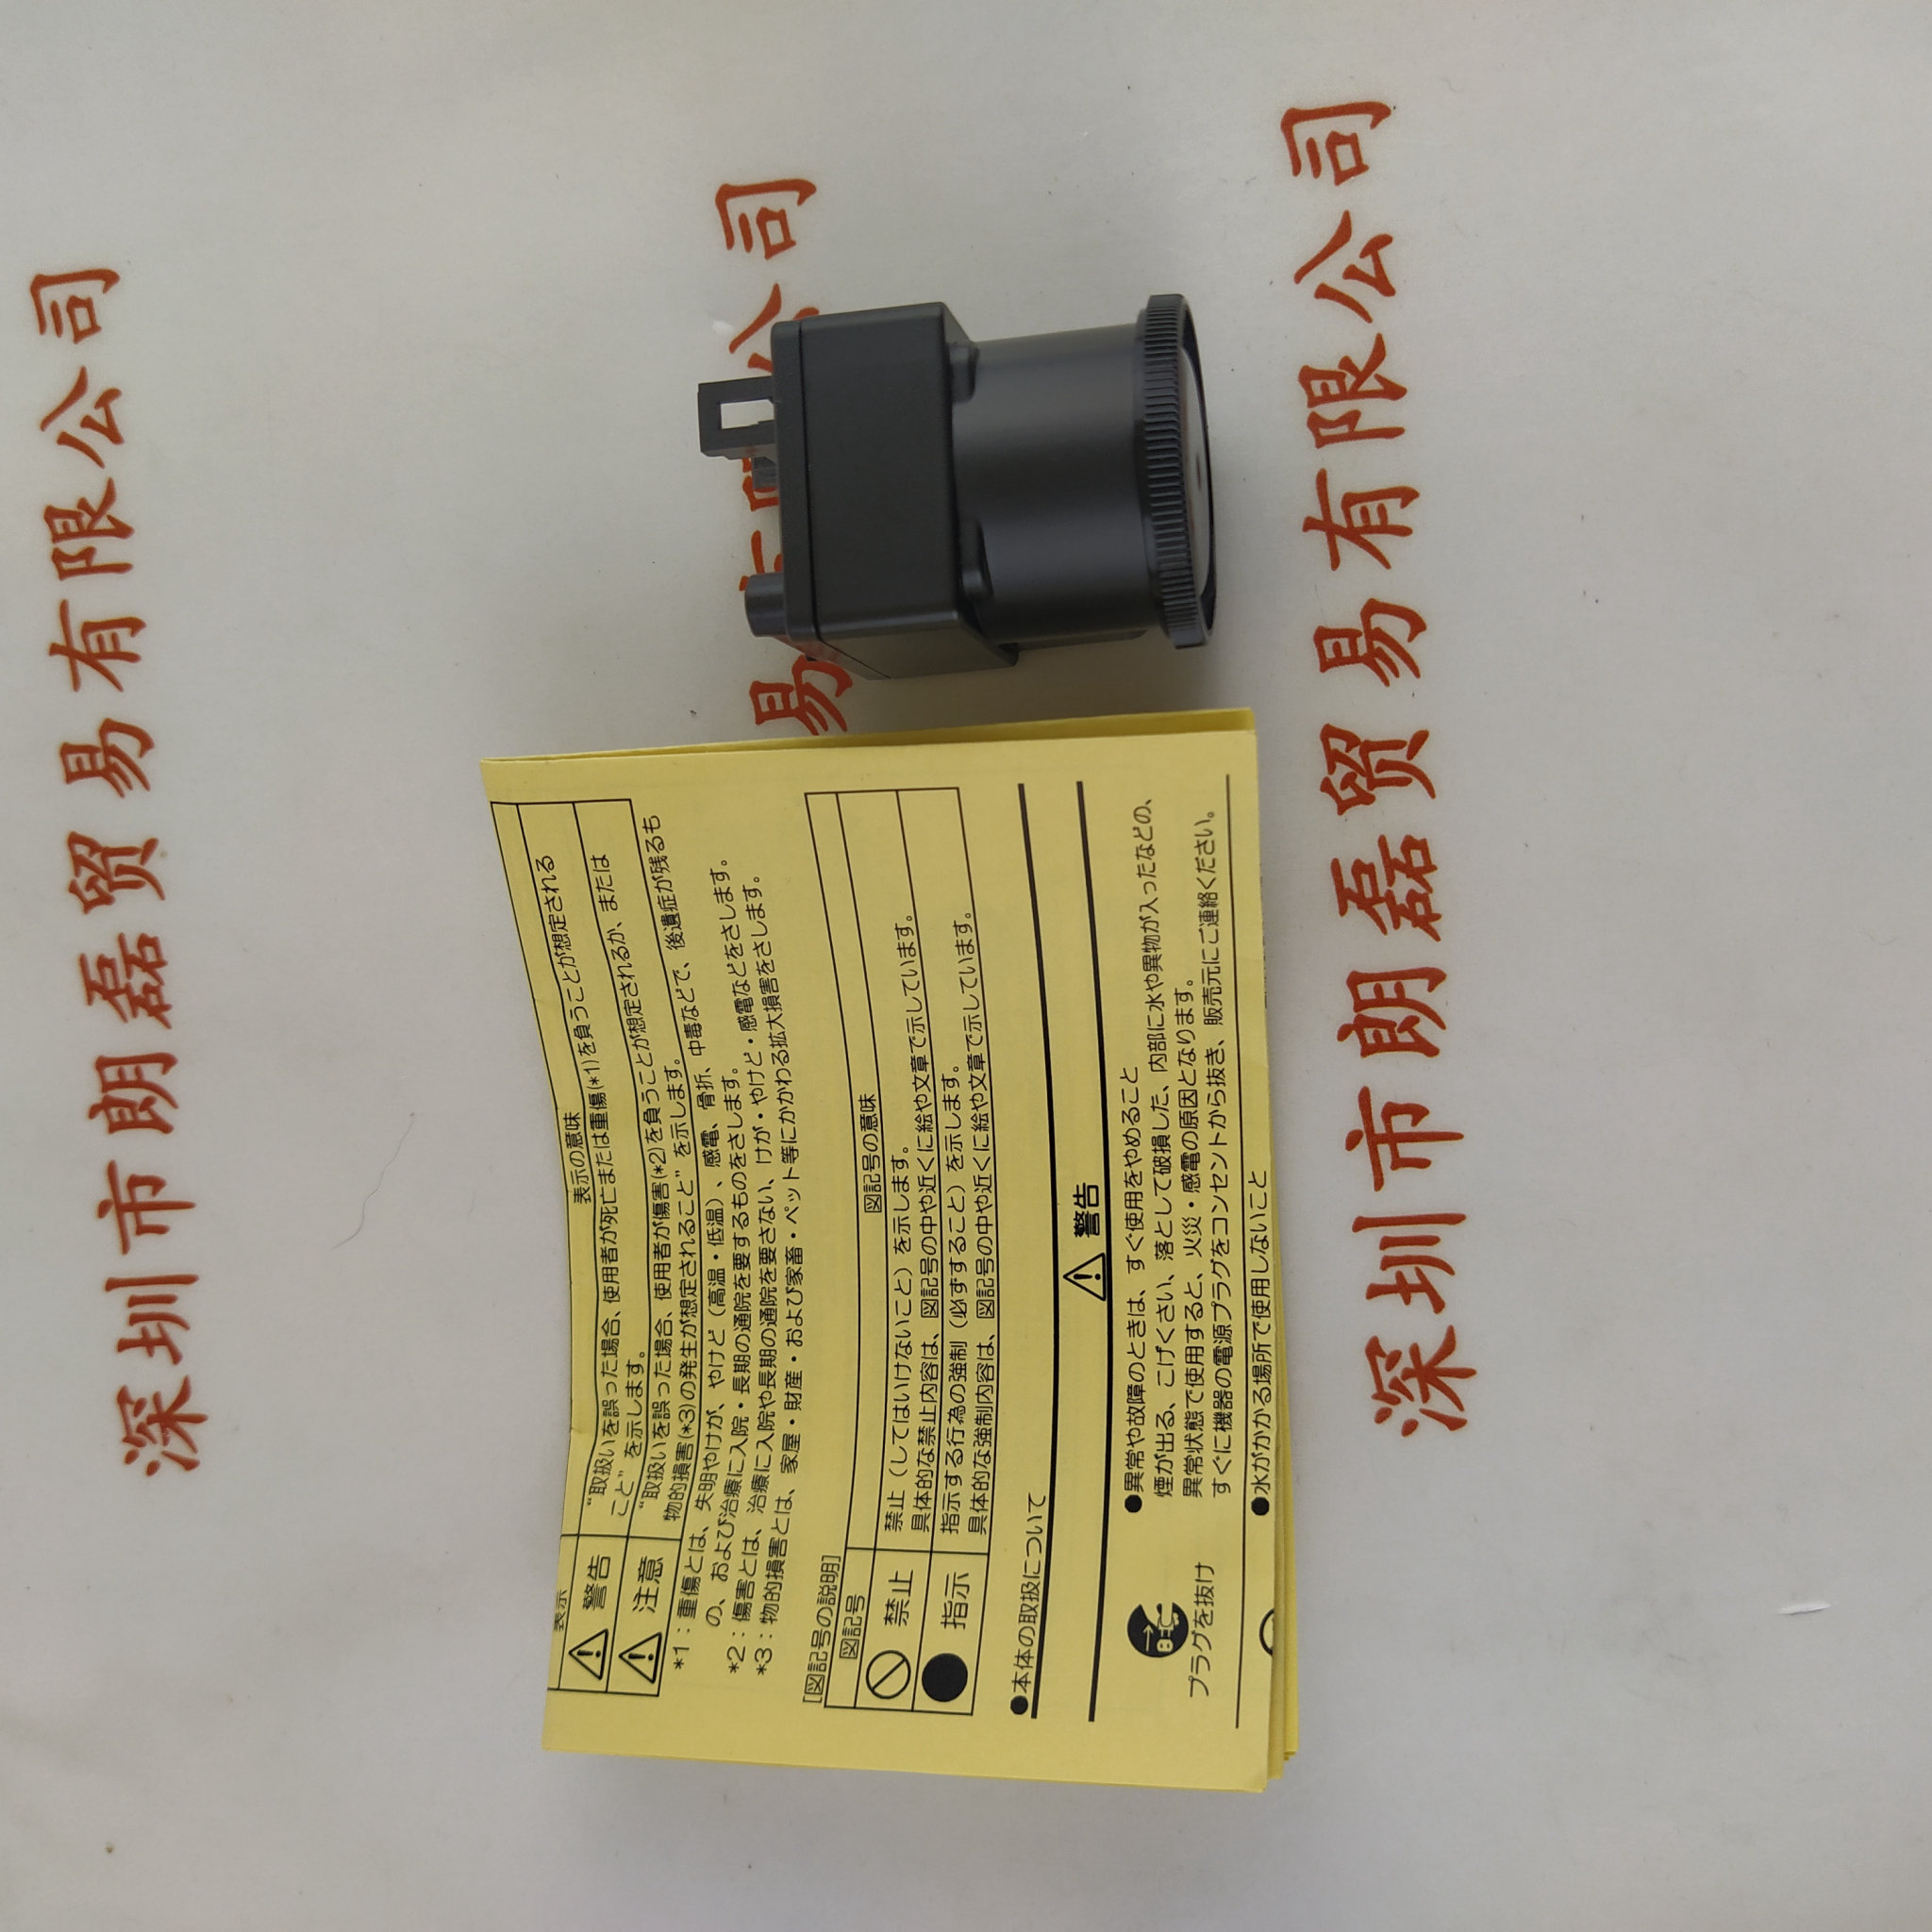 深圳市朗磊贸易有限公司
易
公司
深圳市朗磊贸易有限公司
表示
表示の意味
警告
“取扱いを誤った場合、使用者が死亡または重傷(*1)を負うことが想定される
こと”を示します。
注意
“取扱いを誤った場合、使用者が傷害(*2)を負うことが想定されるか、または
物的損害(*3)の発生が想定されること”を示します。
*1：重傷とは、失明やけが、やけど（高温・低温）、感電、骨折、中毒などで、後遺症が残るも
の、および治療に入院・長期の通院を要するものをさします。
*2：傷害とは、治療に入院や長期の通院を要さない、けが・やけど・感電などをさします。
*3：物的損害とは、家屋・財産・および家畜・ペット等にかかわる拡大損害をさします。
[図記号の説明]
図記号
図記号の意味
禁止
禁止（してはいけないこと）を示します。
具体的な禁止内容は、図記号の中や近くに絵や文章で示しています。
指示
指示する行為の強制（必ずすること）を示します。
具体的な強制内容は、図記号の中や近くに絵や文章で示しています。
●本体の取扱について
警告
プラグを抜け
●異常や故障のときは、すぐ使用をやめること
煙が出る、こげくさい、落として破損した、内部に水や異物が入ったなどの、
異常状態で使用すると、火災・感電の原因となります。
すぐに機器の電源プラグをコンセントから抜き、販売元にご連絡ください。
●水がかかる場所で使用しないこと